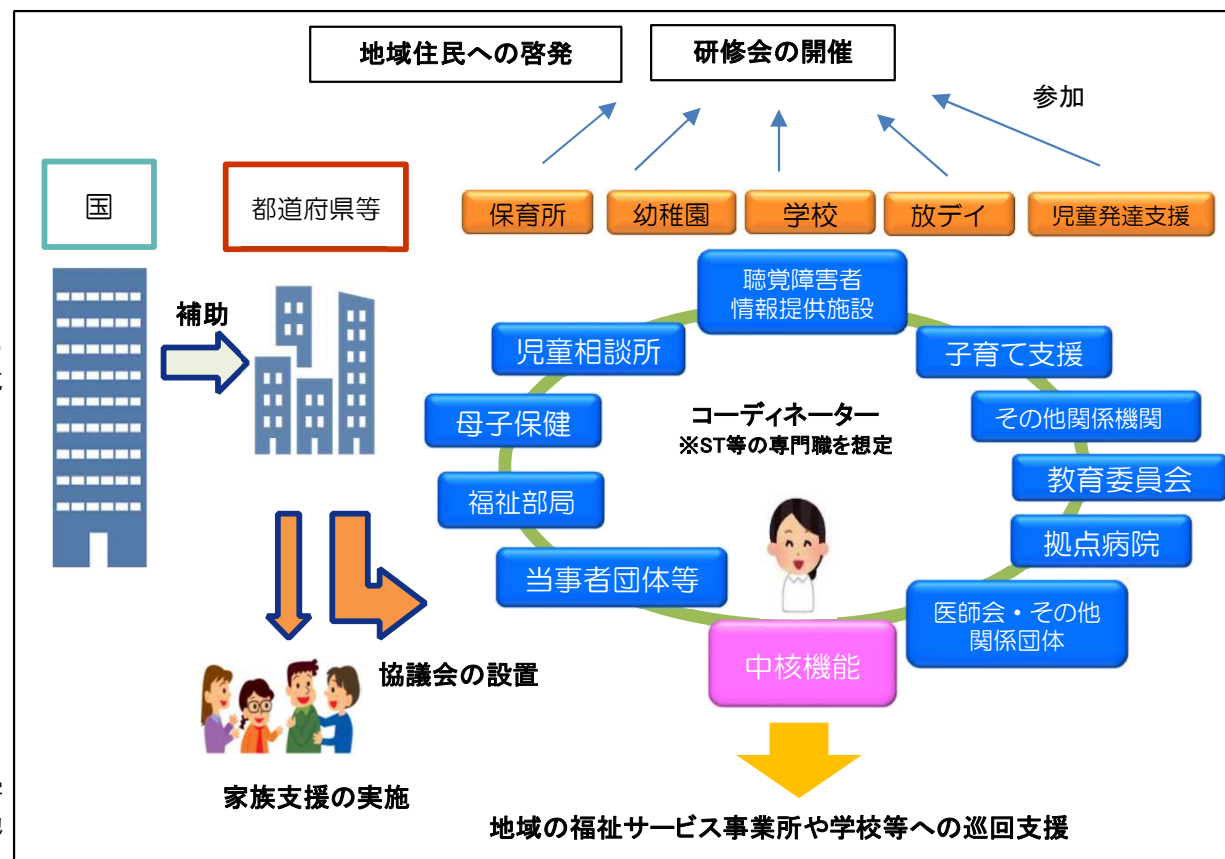 地域住民への啓発
研修会の開催
参加
国
都道府県等
保育所
幼稚園
学校
放デイ
児童発達支援
補助
聴覚障害者
情報提供施設
児童相談所
子育て支援
母子保健
コーディネーター
※ST等の専門職を想定
その他関係機関
福祉部局
教育委員会
当事者団体等
拠点病院
医師会・その他
関係団体
中核機能
協議会の設置
家族支援の実施
地域の福祉サービス事業所や学校等への巡回支援